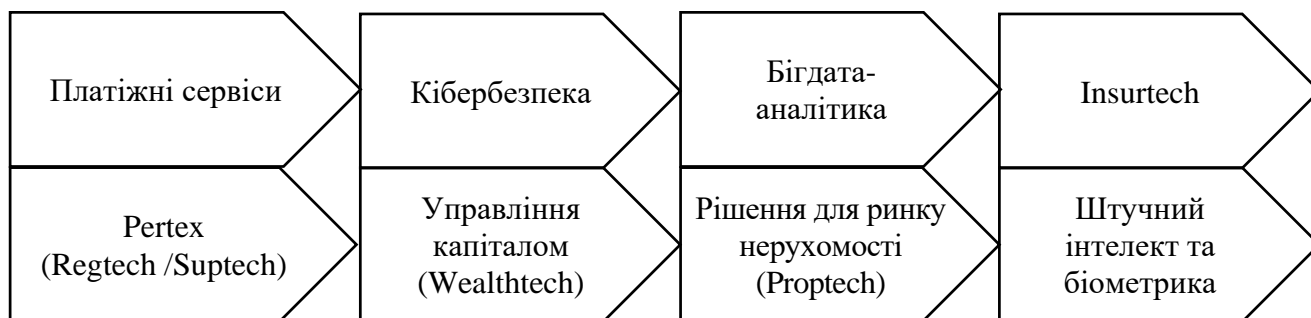 Платіжні сервіси
Кібербезпека
Бігдата-
аналітика
Insurtech
Pertex
(Regtech /Suptech)
Управління
капіталом
(Wealthtech)
Рішення для ринку
нерухомості
(Proptech)
Штучний
інтелект та
біометрика